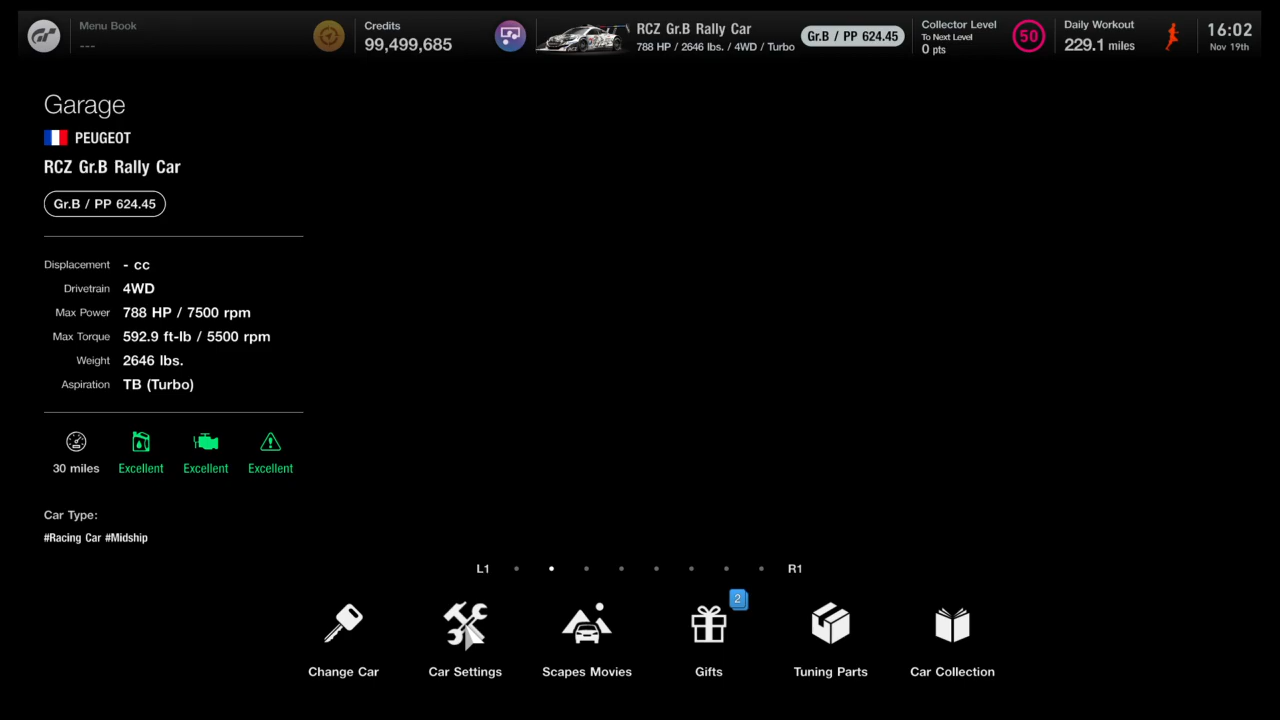 Menu Book
---
Credits
99,499,685
RCZ Gr.B Rally Car
788 HP / 2646 lbs. / 4WD / Turbo
Gr.B / PP 624.45
Collector Level
To Next Level
0 pts
50
Daily Workout
229.1 miles
16:02
Nov 19th
Garage
PEUGEOT
RCZ Gr.B Rally Car
Gr.B / PP 624.45
Displacement - cc
Drivetrain 4WD
Max Power 788 HP / 7500 rpm
Max Torque 592.9 ft-lb / 5500 rpm
Weight 2646 lbs.
Aspiration TB (Turbo)
30 miles Excellent Excellent Excellent
Car Type:
#Racing Car #Midship
L1 R1
2
Change Car Car Settings Scapes Movies Gifts Tuning Parts Car Collection